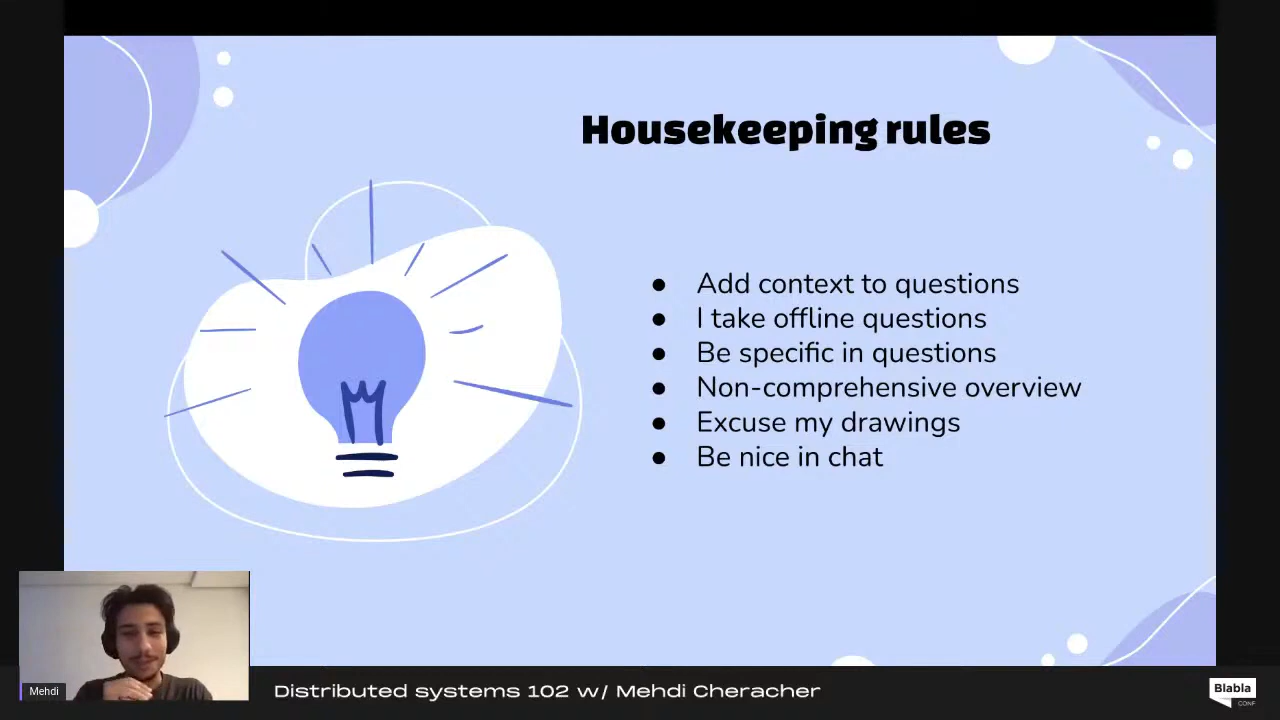 Housekeeping rules
● Add context to questions
● I take offline questions
● Be specific in questions
● Non-comprehensive overview
● Excuse my drawings
● Be nice in chat
Mehdi
Distributed systems 102 w/ Mehdi Cheracher
Blabla
CONF